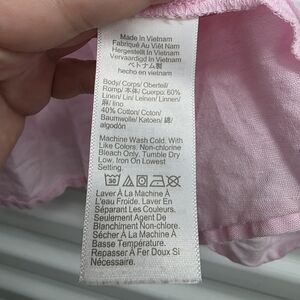 Made In Vietnam
Fabriqué Au Viêt Nam
Hergestellt In Vietnam
Vervaardigd In Vietnam
ベトナム製
hecho en vietnam
Body/ Corps/ Oberteil/
Romp/ 本体/ Cuerpo: 60%
Linen/ Lin/ Leinen/ Linnen/
麻/ lino
40% Cotton/ Coton/
Baumwolle/ Katoen/ 綿/
algodón
Machine Wash Cold. With
Like Colors. Non-chlorine
Bleach Only. Tumble Dry
Low. Iron On Lowest
Setting.
30
Laver À La Machine À
L'eau Froide. Laver En
Séparant Les Couleurs.
Seulement Agent De
Blanchiment Non-Chloré.
Sécher À La Machine À
Basse Température.
Repasser À Fer Doux Si
Nécessaire.